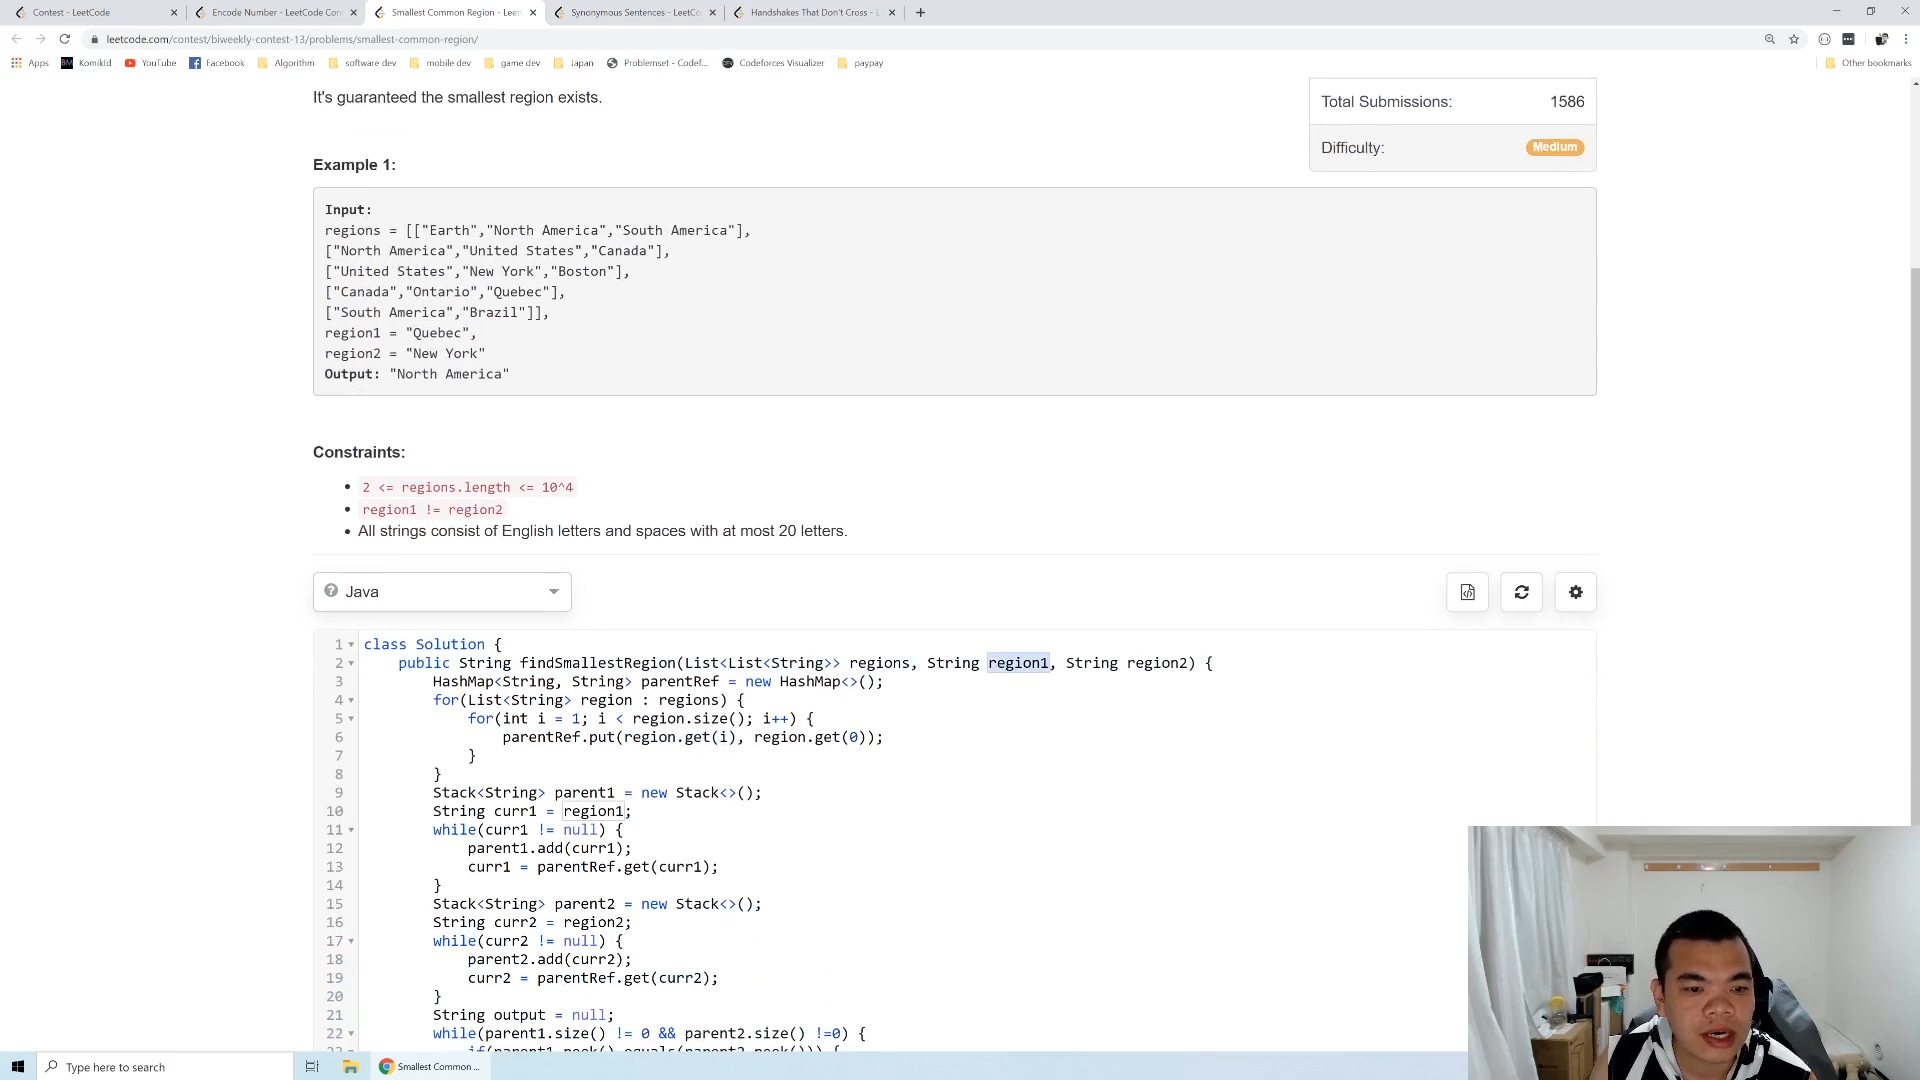 Contest - LeetCode
Encode Number - LeetCode Con
Smallest Common Region - Leet
Synonymous Sentences - LeetCo
Handshakes That Don't Cross - L
leetcode.com/contest/biweekly-contest-13/problems/smallest-common-region/
Apps
KomikId
YouTube
Facebook
Algorithm
software dev
mobile dev
game dev
Japan
Problemset - Codef...
Codeforces Visualizer
paypay
Other bookmarks
It's guaranteed the smallest region exists.
Total Submissions: 1586
Difficulty: Medium
Example 1:
Input:
regions = [["Earth","North America","South America"],
["North America","United States","Canada"],
["United States","New York","Boston"],
["Canada","Ontario","Quebec"],
["South America","Brazil"]],
region1 = "Quebec",
region2 = "New York"
Output: "North America"
Constraints:
• 2 <= regions.length <= 10^4
• region1 != region2
• All strings consist of English letters and spaces with at most 20 letters.
Java
1 class Solution {
2 public String findSmallestRegion(List<List<String>> regions, String region1, String region2) {
3 HashMap<String, String> parentRef = new HashMap<>();
4 for(List<String> region : regions) {
5 for(int i = 1; i < region.size(); i++) {
6 parentRef.put(region.get(i), region.get(0));
7 }
8 }
9 Stack<String> parent1 = new Stack<>();
10 String curr1 = region1;
11 while(curr1 != null) {
12 parent1.add(curr1);
13 curr1 = parentRef.get(curr1);
14 }
15 Stack<String> parent2 = new Stack<>();
16 String curr2 = region2;
17 while(curr2 != null) {
18 parent2.add(curr2);
19 curr2 = parentRef.get(curr2);
20 }
21 String output = null;
22 while(parent1.size() != 0 && parent2.size() !=0) {
23 if(parent1.peek().equals(parent2.peek())) {
Type here to search
Smallest Common ...